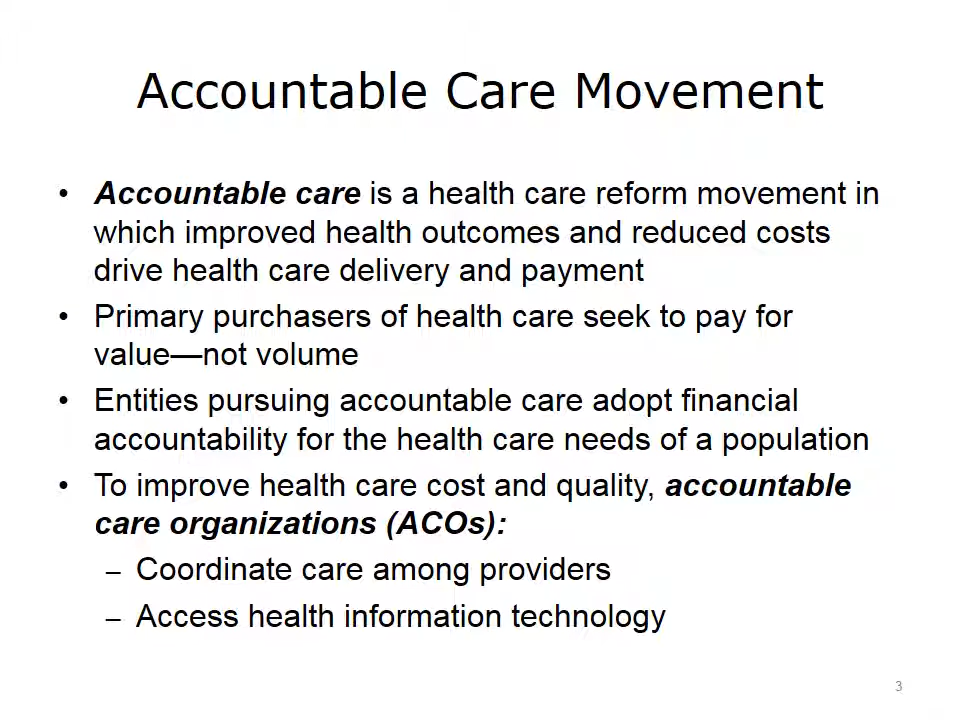 Accountable Care Movement
• Accountable care is a health care reform movement in
which improved health outcomes and reduced costs
drive health care delivery and payment
• Primary purchasers of health care seek to pay for
value—not volume
• Entities pursuing accountable care adopt financial
accountability for the health care needs of a population
• To improve health care cost and quality, accountable
care organizations (ACOs):
– Coordinate care among providers
– Access health information technology
3